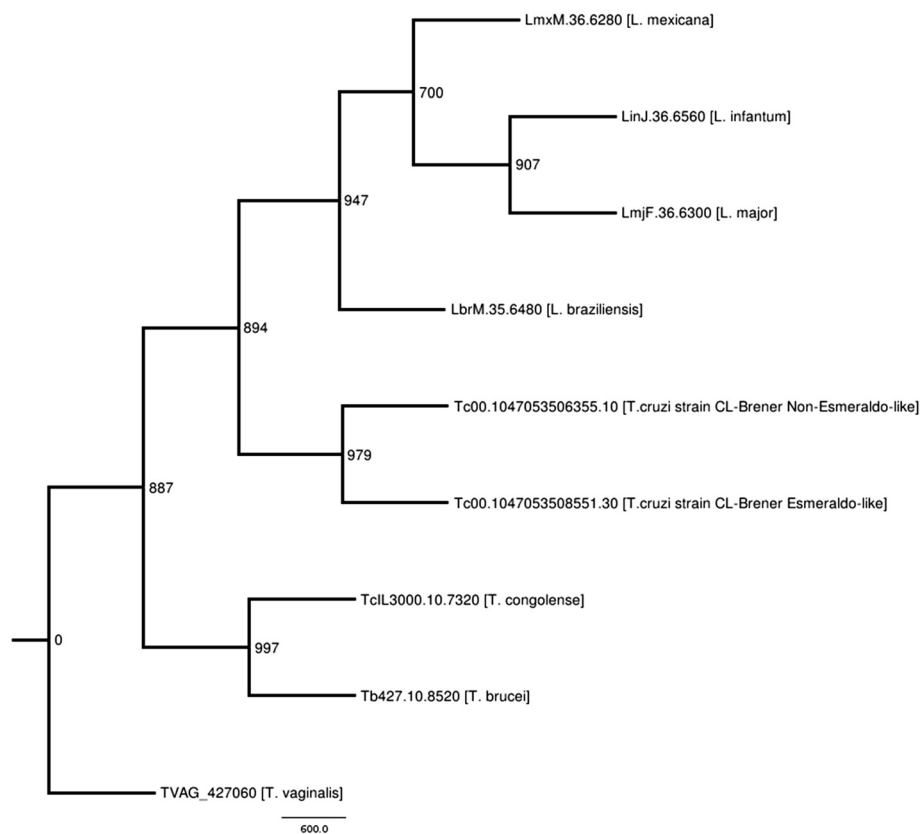 LmxM.36.6280 [L. mexicana]
700
LinJ.36.6560 [L. infantum]
907
947
LmjF.36.6300 [L. major]
LbrM.35.6480 [L. braziliensis]
894
Tc00.1047053506355.10 [T.cruzi strain CL-Brener Non-Esmeraldo-like]
979
887
Tc00.1047053508551.30 [T.cruzi strain CL-Brener Esmeraldo-like]
TcIL3000.10.7320 [T. congolense]
0
997
Tb427.10.8520 [T. brucei]
TVAG_427060 [T. vaginalis]
600.0